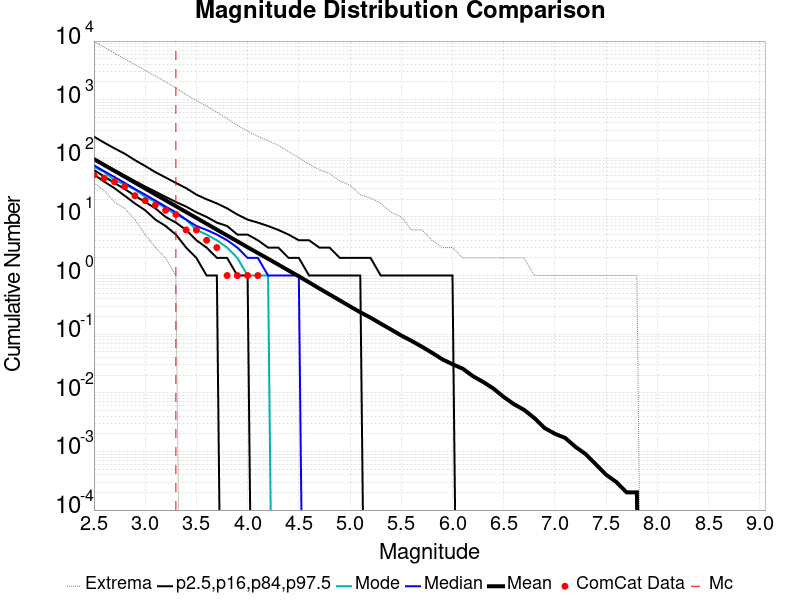 Magnitude Distribution Comparison
10^4
10^3
10^2
10^1
10^0
10^-1
10^-2
10^-3
10^-4
Cumulative Number
2.5 3.0 3.5 4.0 4.5 5.0 5.5 6.0 6.5 7.0 7.5 8.0 8.5 9.0
Magnitude
Extrema p2.5,p16,p84,p97.5 Mode Median Mean ComCat Data Mc